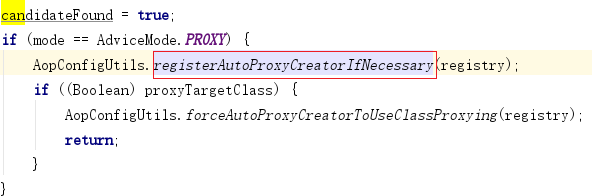 candidateFound = true;
if (mode == AdviceMode.PROXY) {
    AopConfigUtils.registerAutoProxyCreatorIfNecessary(registry);
    if ((Boolean) proxyTargetClass) {
        AopConfigUtils.forceAutoProxyCreatorToUseClassProxying(registry);
        return;
    }
}